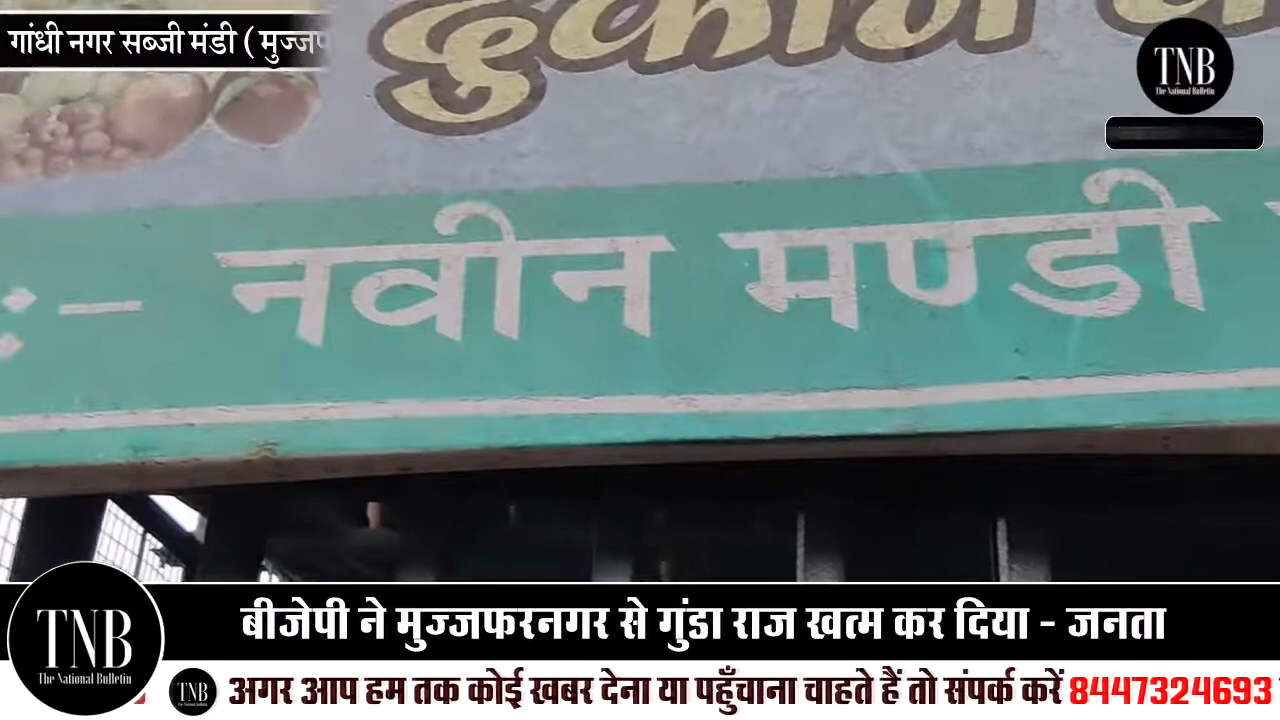 गांधी नगर सब्जी मंडी (
दुकान
TNB
The National Bulletin
:- नवीन मण्डी
बीजेपी ने मुज्जफरनगर से गुंडा राज खत्म कर दिया - जनता
TNB
The National Bulletin
TNB
अगर आप हम तक कोई खबर देना या पहुँचाना चाहते हैं तो संपर्क करें 8447324693